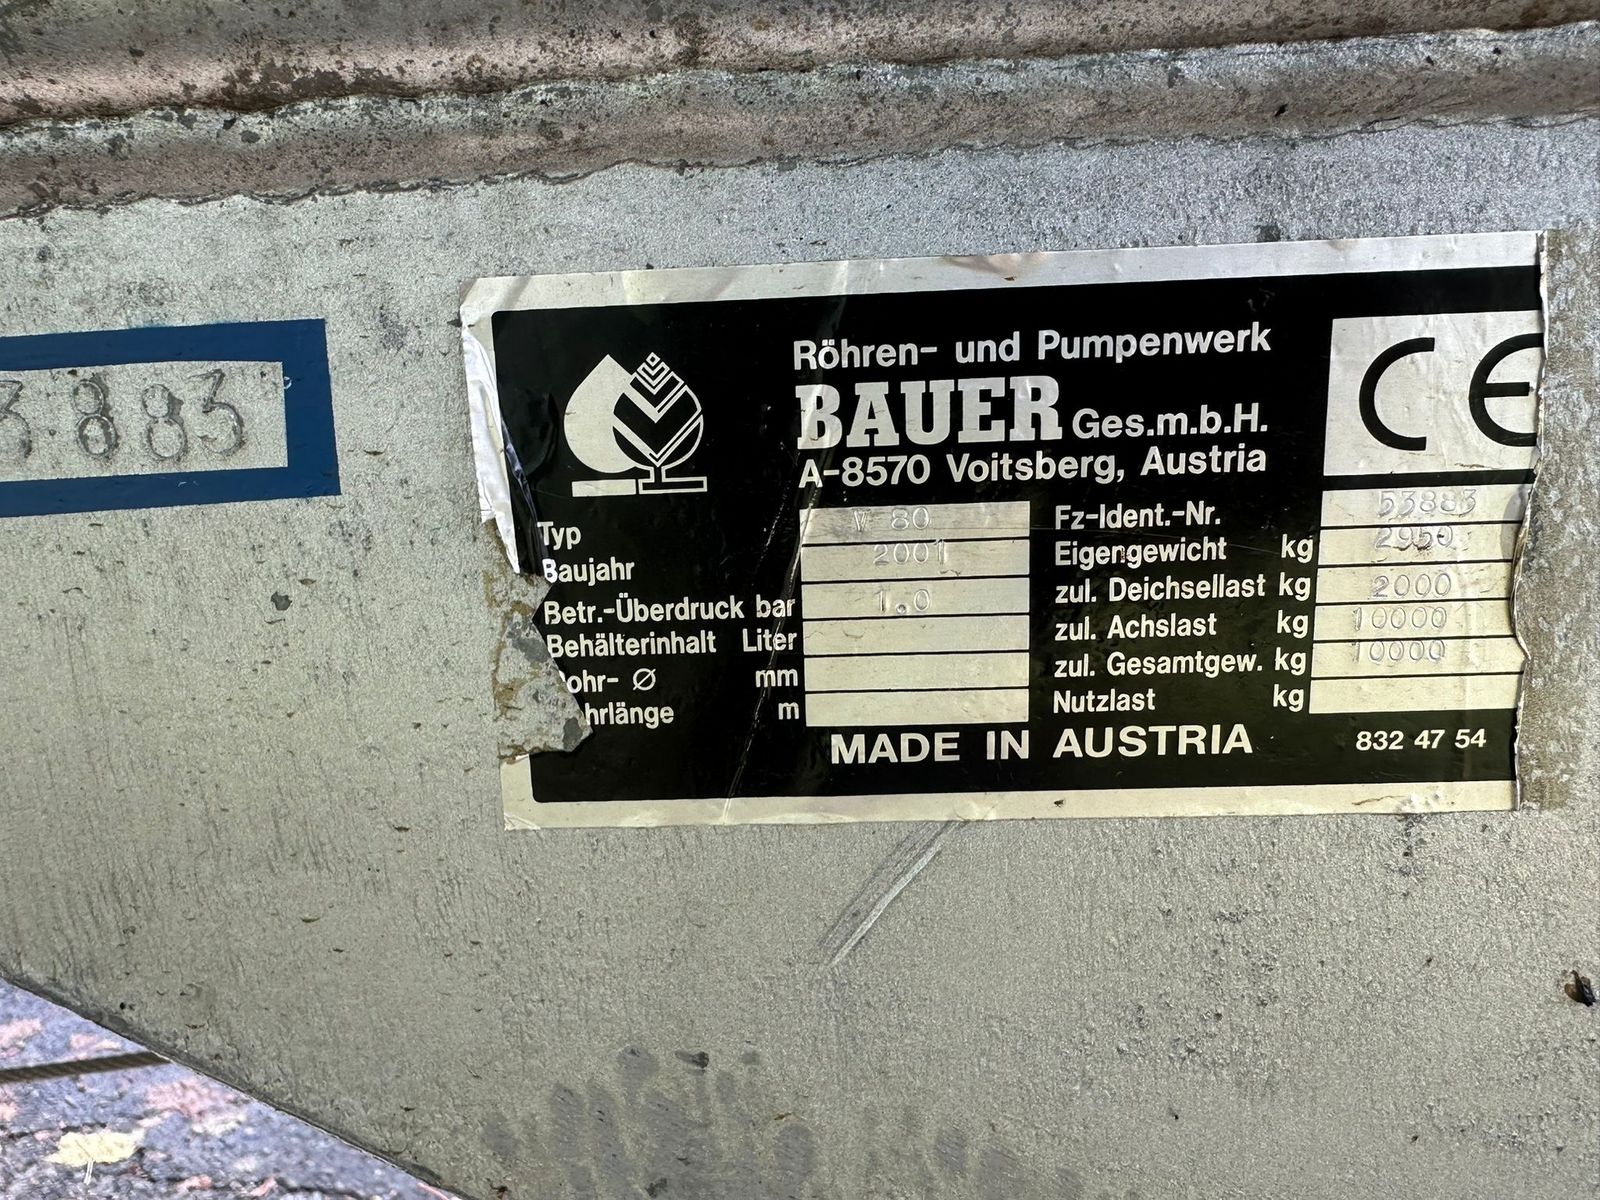 3883
Röhren- und Pumpenwerk
BAUER Ges.m.b.H.
A-8570 Voitsberg, Austria
CE
Typ V 80
Baujahr 2001
Betr.-Überdruck bar 1.0
Behälterinhalt Liter
ohr- Ø mm
hrlänge m
Fz-Ident.-Nr. 53883
Eigengewicht kg 2950
zul. Deichsellast kg 2000
zul. Achslast kg 10000
zul. Gesamtgew. kg 10000
Nutzlast kg
MADE IN AUSTRIA
832 47 54